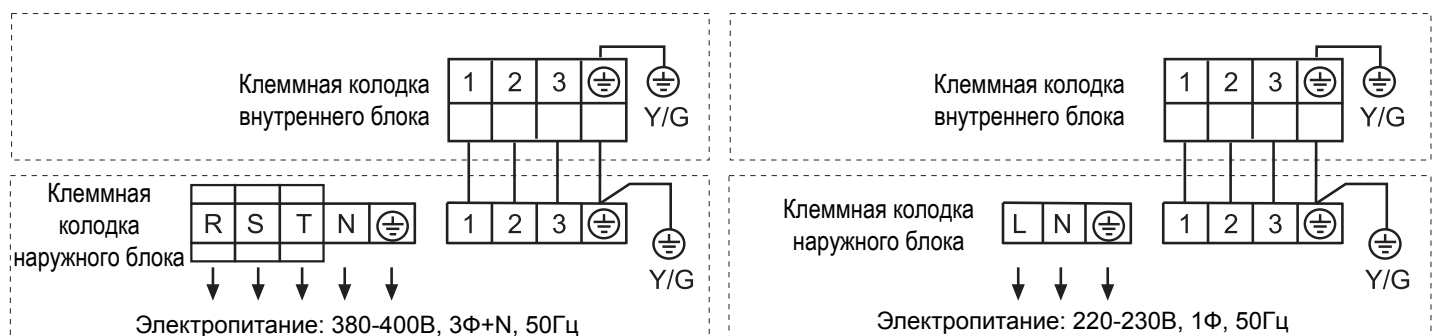 Клеммная колодка
внутреннего блока
1 2 3
Y/G
Клеммная
колодка
наружного блока
R S T N
1 2 3
Y/G
Электропитание: 380-400В, 3Ф+N, 50Гц
Клеммная колодка
внутреннего блока
1 2 3
Y/G
Клеммная колодка
наружного блока
L N
1 2 3
Y/G
Электропитание: 220-230В, 1Ф, 50Гц